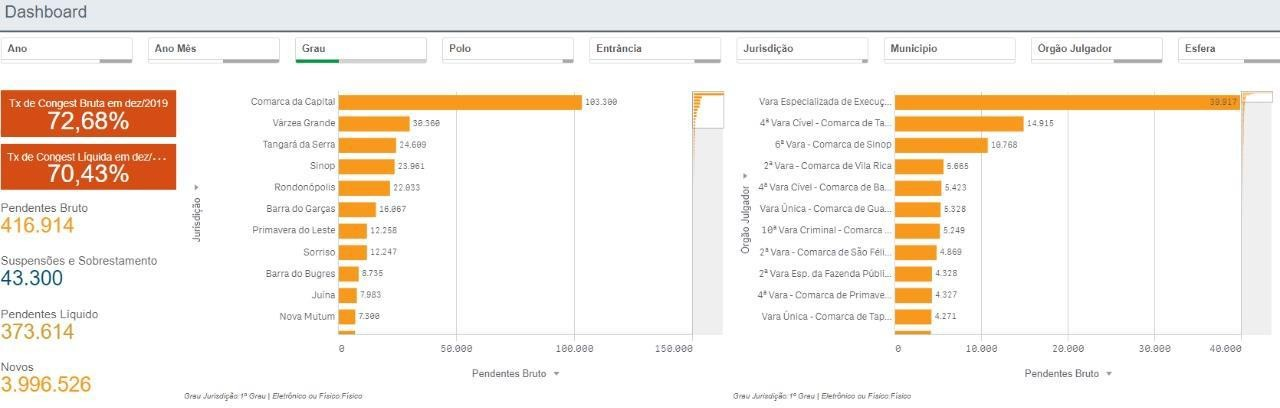 Dashboard
Ano
Ano Mês
Grau
Polo
Entrância
Jurisdição
Municipio
Orgão Julgador
Esfera
Tx de Congest Bruta em dez/2019
72,68%
Tx de Congest Líquida em dez/...
70,43%
Pendentes Bruto
416.914
Suspensões e Sobrestamento
43.300
Pendentes Líquido
373.614
Novos
3.996.526
Jurisdição
Comarca da Capital 103.300
Várzea Grande 30.360
Tangará da Serra 24.609
Sinop 23.961
Rondonópolis 22.033
Barra do Garças 16.067
Primavera do Leste 12.258
Sorriso 12.247
Barra do Bugres 8.735
Juína 7.983
Nova Mutum 7.300
0 50.000 100.000 150.000
Pendentes Bruto
Grau Jurisdição:1º Grau | Eletrônico ou Físico:Físico
Orgão Julgador
Vara Especializada de Execuç... 39.917
4ª Vara Cível - Comarca de Ta... 14.915
6ª Vara - Comarca de Sinop 10.768
2ª Vara - Comarca de Vila Rica 5.665
4ª Vara Cível - Comarca de Ba... 5.423
Vara Única - Comarca de Gua... 5.328
10ª Vara Criminal - Comarca ... 5.249
2ª Vara - Comarca de São Féli... 4.869
2ª Vara Esp. da Fazenda Públi... 4.328
4ª Vara - Comarca de Primave... 4.327
Vara Única - Comarca de Tap... 4.271
0 10.000 20.000 30.000 40.000
Pendentes Bruto
Grau Jurisdição:1º Grau | Eletrônico ou Físico:Físico